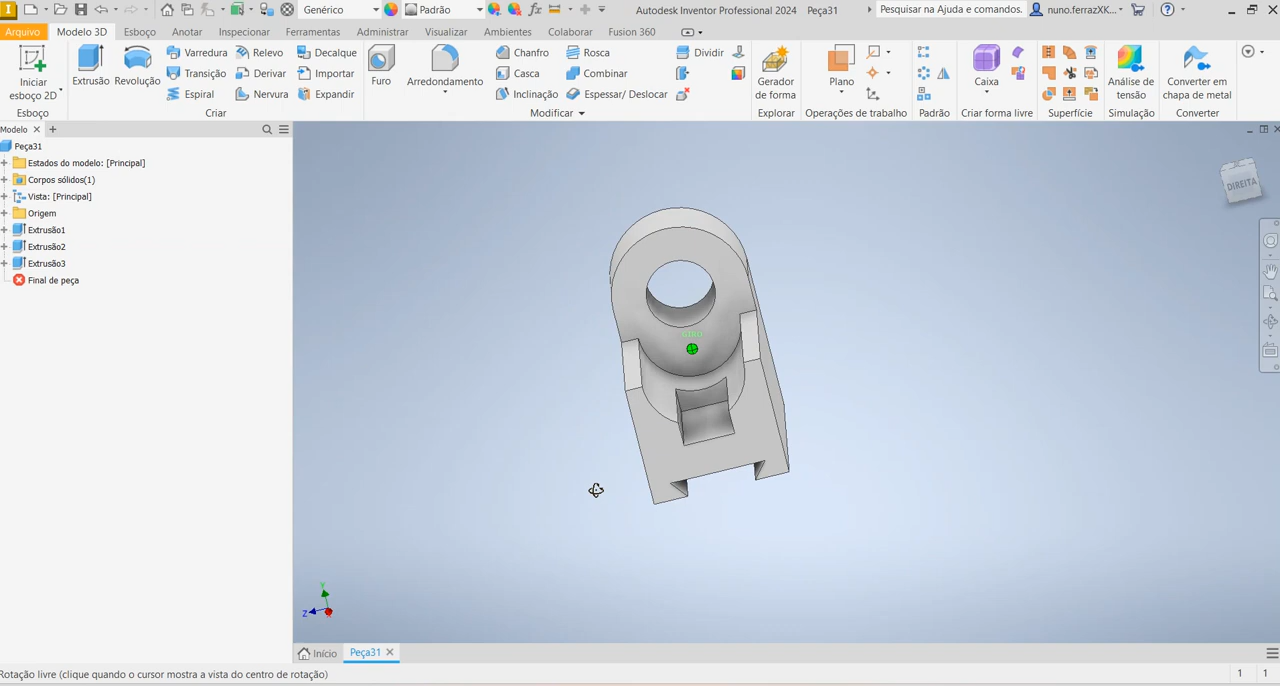 Genérico
Padrão
Autodesk Inventor Professional 2024 Peça31
Pesquisar na Ajuda e comandos.
nuno.ferrazXK...
Arquivo
Modelo 3D
Esboço
Anotar
Inspecionar
Ferramentas
Administrar
Visualizar
Ambientes
Colaborar
Fusion 360
Iniciar
esboço 2D
Extrusão
Revolução
Varredura
Transição
Espiral
Relevo
Derivar
Nervura
Decalque
Importar
Expandir
Furo
Arredondamento
Chanfro
Casca
Inclinação
Rosca
Combinar
Espessar/ Deslocar
Dividir
Gerador
de forma
Plano
Caixa
Análise de
tensão
Converter em
chapa de metal
Esboço
Criar
Modificar
Explorar
Operações de trabalho
Padrão
Criar forma livre
Superfície
Simulação
Converter
Modelo
Peça31
Estados do modelo: [Principal]
Corpos sólidos(1)
Vista: [Principal]
Origem
Extrusão1
Extrusão2
Extrusão3
Final de peça
DIREITA
Y
Z
Início
Peça31
Rotação livre (clique quando o cursor mostra a vista do centro de rotação)
1 1